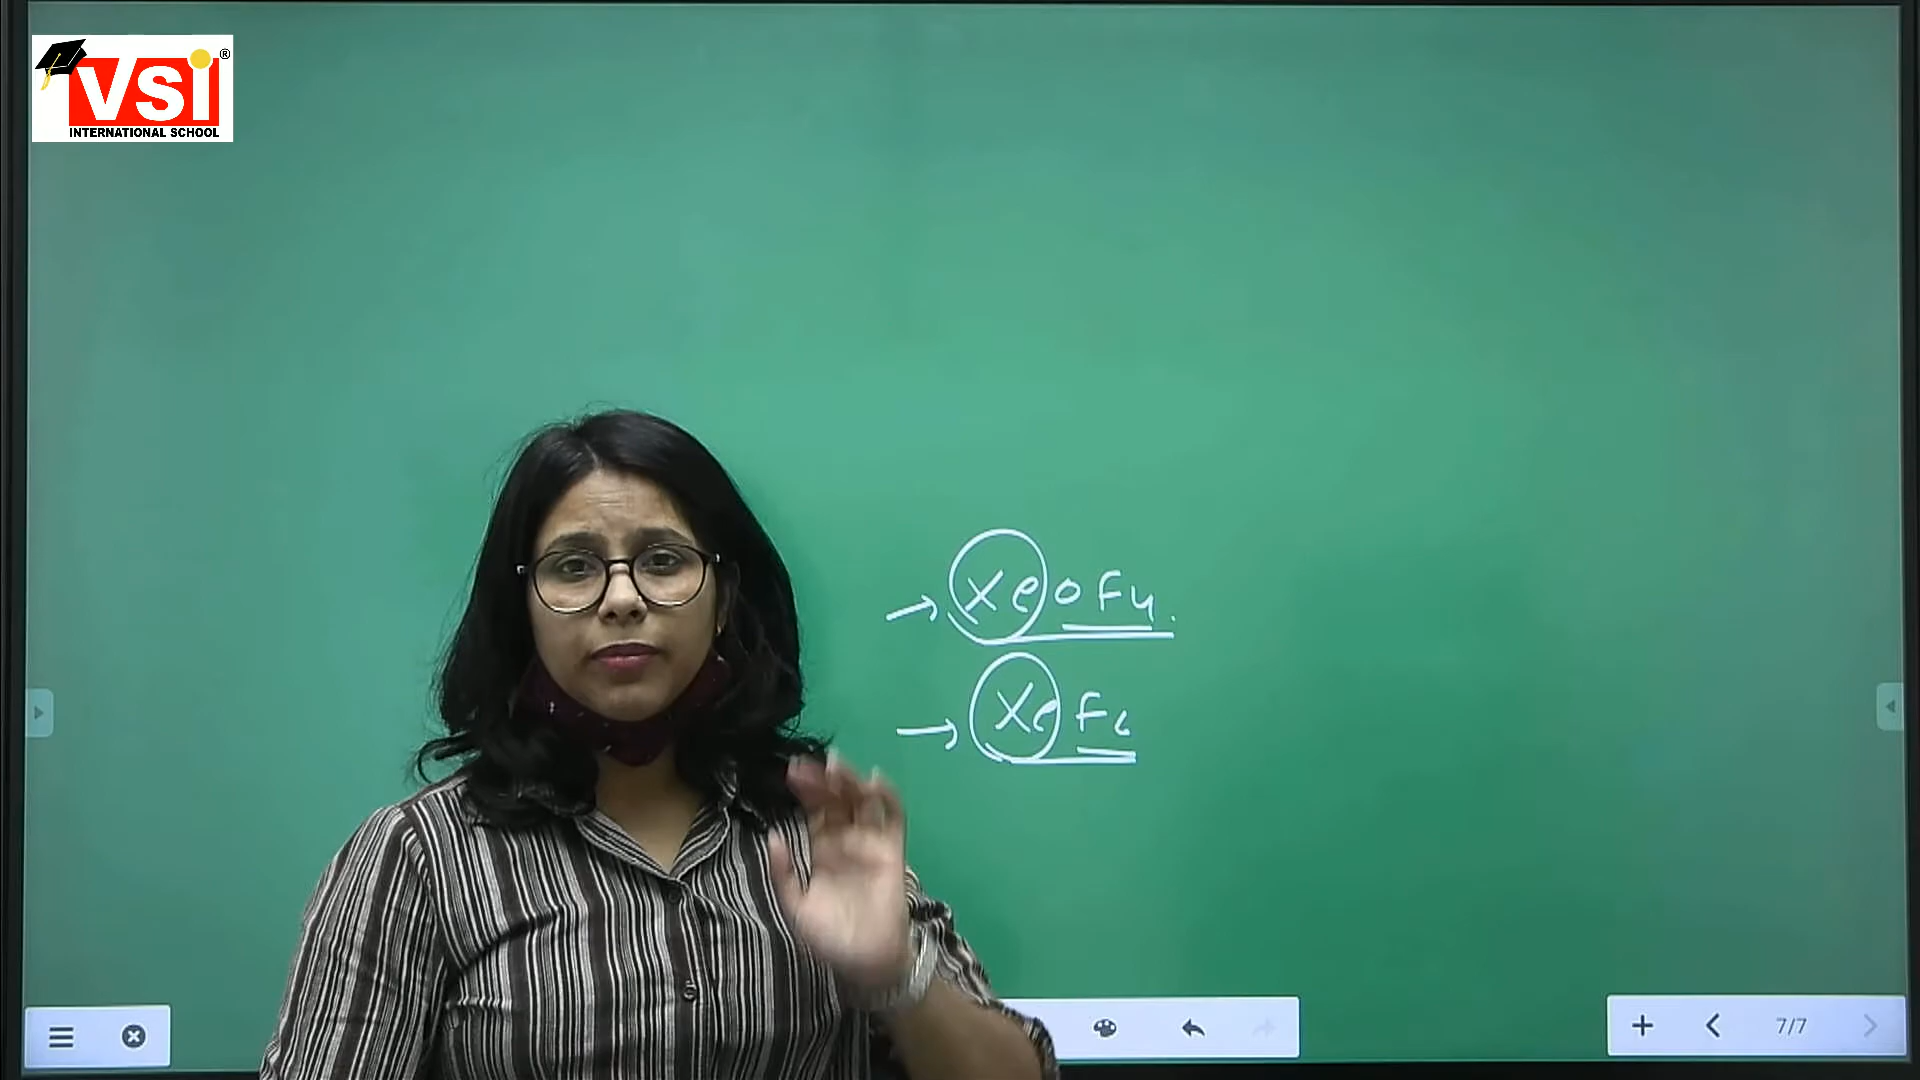 vsi ®
INTERNATIONAL SCHOOL
→ XeOF4.
→ XeF6
7/7